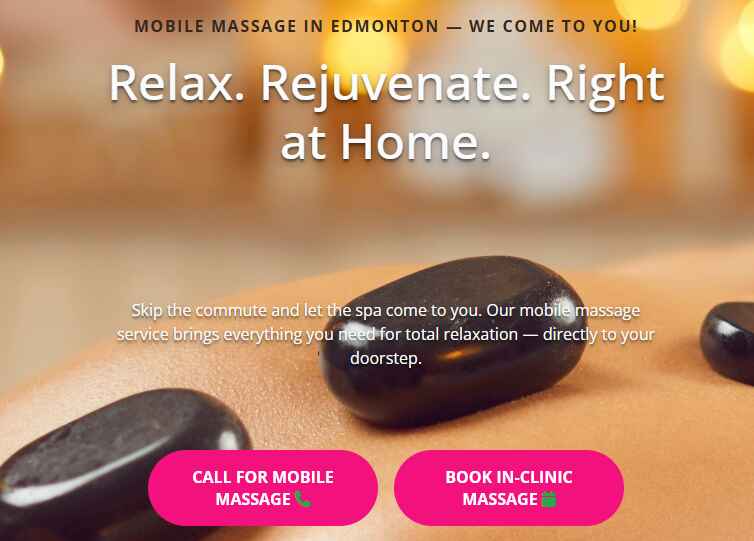 MOBILE MASSAGE IN EDMONTON — WE COME TO YOU!
Relax. Rejuvenate. Right
at Home.
Skip the commute and let the spa come to you. Our mobile massage
service brings everything you need for total relaxation — directly to your
doorstep.
CALL FOR MOBILE
MASSAGE
BOOK IN-CLINIC
MASSAGE